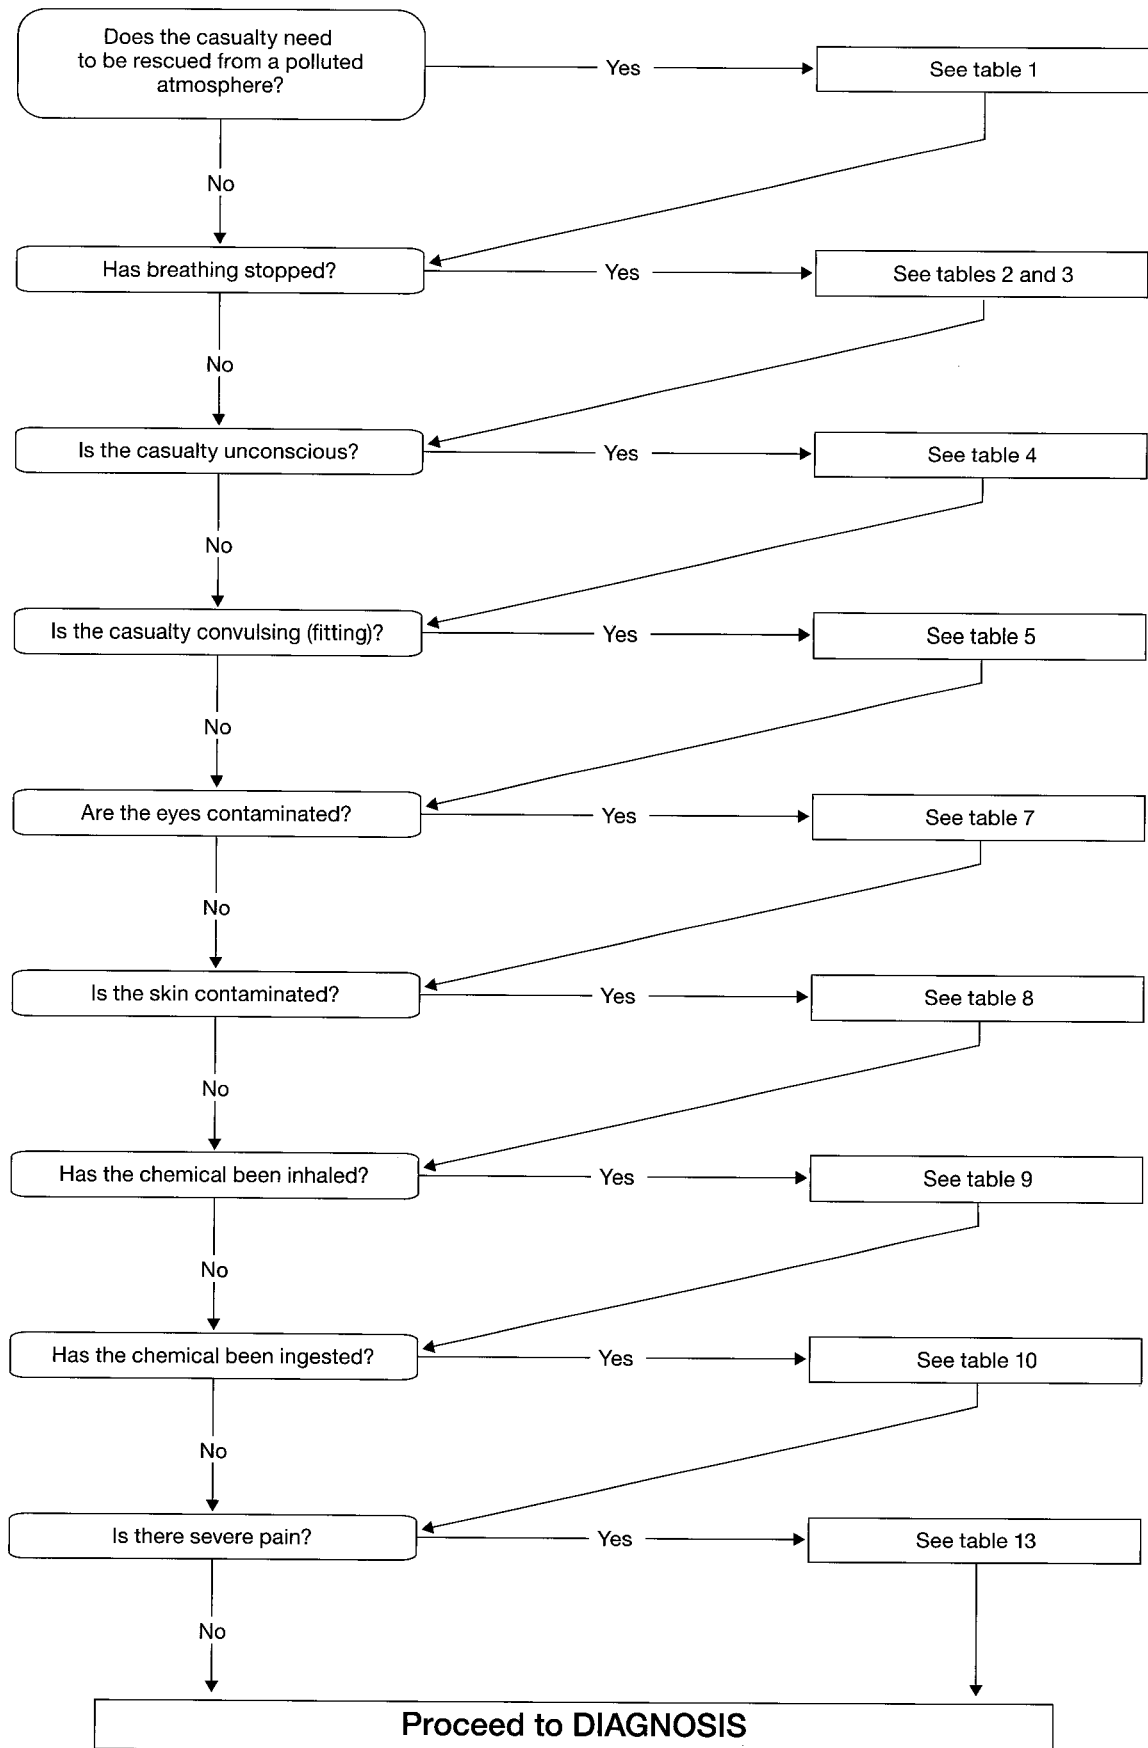 Does the casualty need
to be rescued from a polluted
atmosphere?
Yes
See table 1
No
Has breathing stopped?
Yes
See tables 2 and 3
No
Is the casualty unconscious?
Yes
See table 4
No
Is the casualty convulsing (fitting)?
Yes
See table 5
No
Are the eyes contaminated?
Yes
See table 7
No
Is the skin contaminated?
Yes
See table 8
No
Has the chemical been inhaled?
Yes
See table 9
No
Has the chemical been ingested?
Yes
See table 10
No
Is there severe pain?
Yes
See table 13
No
Proceed to DIAGNOSIS